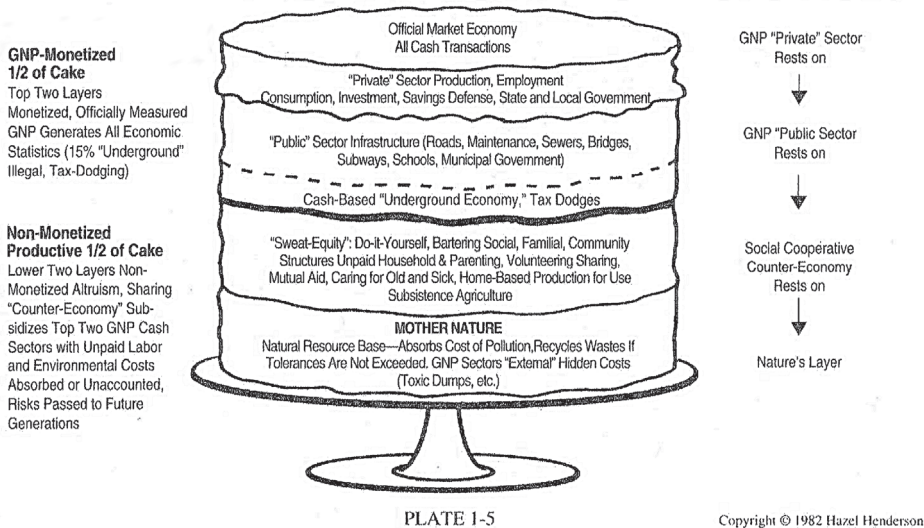 GNP-Monetized
1/2 of Cake
Top Two Layers
Monetized, Officially Measured
GNP Generates All Economic
Statistics (15% "Underground"
Illegal, Tax-Dodging)
Non-Monetized
Productive 1/2 of Cake
Lower Two Layers Non-
Monetized Altruism, Sharing
"Counter-Economy" Sub-
sidizes Top Two GNP Cash
Sectors with Unpaid Labor
and Environmental Costs
Absorbed or Unaccounted,
Risks Passed to Future
Generations
Official Market Economy
All Cash Transactions
"Private" Sector Production, Employment
Consumption, Investment, Savings Defense, State and Local Government
"Public" Sector Infrastructure (Roads, Maintenance, Sewers, Bridges,
Subways, Schools, Municipal Government)
Cash-Based "Underground Economy," Tax Dodges
"Sweat-Equity": Do-it-Yourself, Bartering Social, Familial, Community
Structures Unpaid Household & Parenting, Volunteering Sharing,
Mutual Aid, Caring for Old and Sick, Home-Based Production for Use
Subsistence Agriculture
MOTHER NATURE
Natural Resource Base—Absorbs Cost of Pollution,Recycles Wastes If
Tolerances Are Not Exceeded. GNP Sectors "External" Hidden Costs
(Toxic Dumps, etc.)
GNP "Private" Sector
Rests on
GNP "Public Sector
Rests on
Social Cooperative
Counter-Economy
Rests on
Nature's Layer
PLATE 1-5
Copyright © 1982 Hazel Henderson